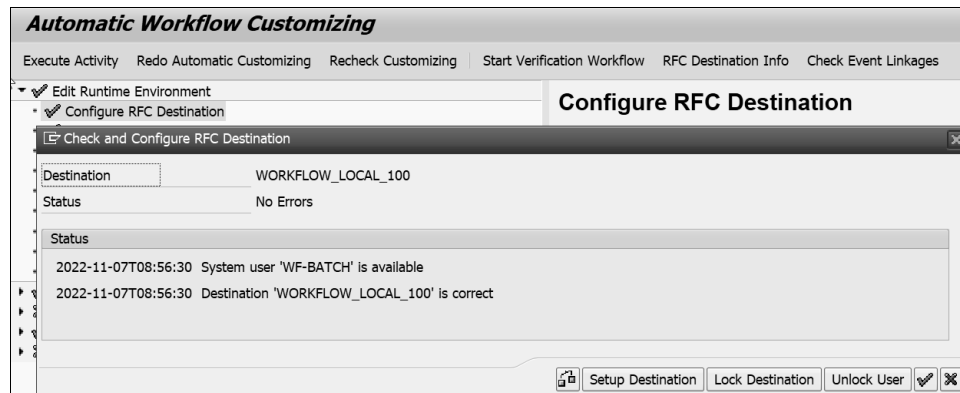 Automatic Workflow Customizing
Execute Activity Redo Automatic Customizing Recheck Customizing Start Verification Workflow RFC Destination Info Check Event Linkages
Edit Runtime Environment
Configure RFC Destination
Configure RFC Destination
Check and Configure RFC Destination
Destination WORKFLOW_LOCAL_100
Status No Errors
Status
2022-11-07T08:56:30 System user 'WF-BATCH' is available
2022-11-07T08:56:30 Destination 'WORKFLOW_LOCAL_100' is correct
Setup Destination Lock Destination Unlock User